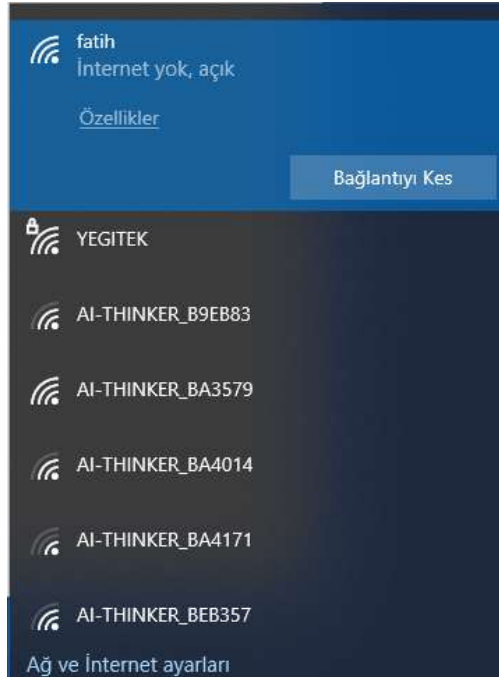 fatih
İnternet yok, açık
Özellikler
Bağlantıyı Kes
YEGITEK
AI-THINKER_B9EB83
AI-THINKER_BA3579
AI-THINKER_BA4014
AI-THINKER_BA4171
AI-THINKER_BEB357
Ağ ve İnternet ayarları